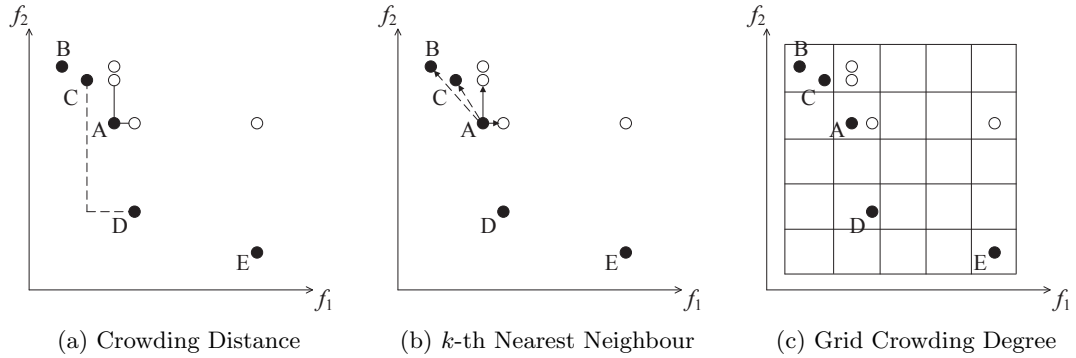 f2
B
C
A
D
E
f1
(a) Crowding Distance
f2
B
C
A
D
E
f1
(b) k-th Nearest Neighbour
f2
B
C
A
D
E
f1
(c) Grid Crowding Degree